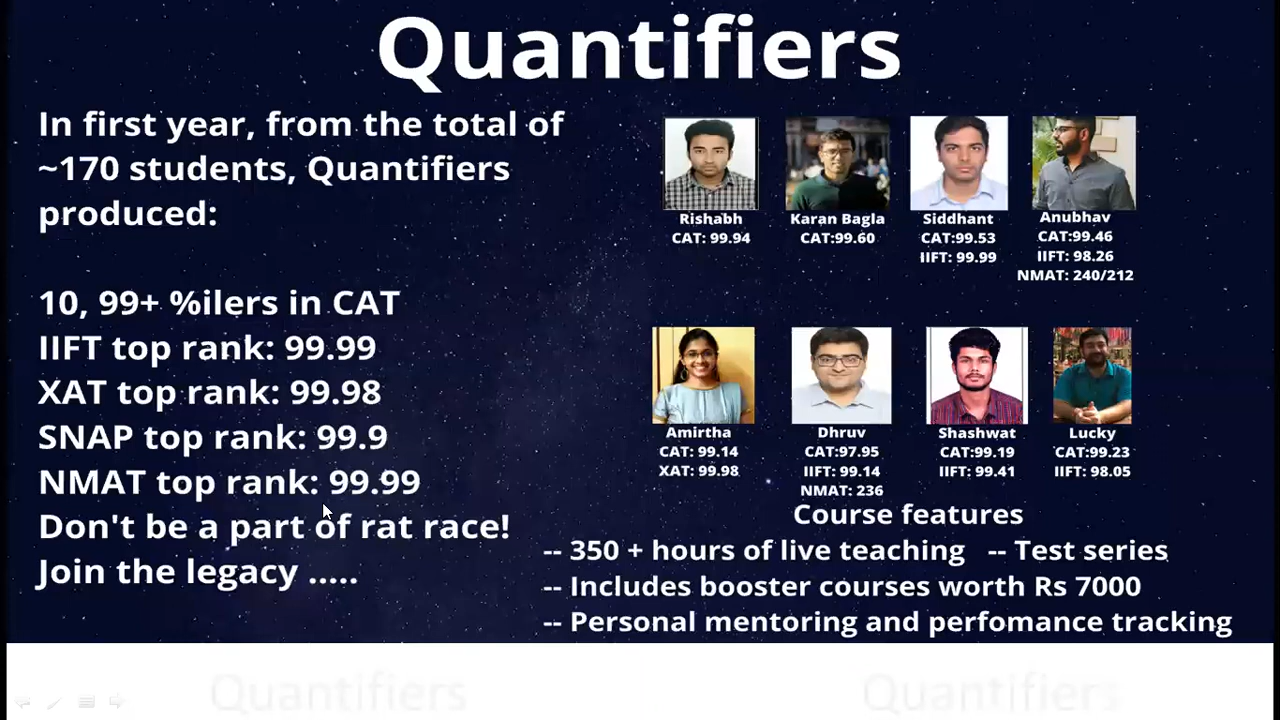 Quantifiers
In first year, from the total of
~170 students, Quantifiers
produced:
10, 99+ %ilers in CAT
IIFT top rank: 99.99
XAT top rank: 99.98
SNAP top rank: 99.9
NMAT top rank: 99.99
Don't be a part of rat race!
Join the legacy .....
Rishabh
CAT: 99.94
Karan Bagla
CAT:99.60
Siddhant
CAT:99.53
IIFT: 99.99
Anubhav
CAT:99.46
IIFT: 98.26
NMAT: 240/212
Amirtha
CAT: 99.14
XAT: 99.98
Dhruv
CAT:97.95
IIFT: 99.14
NMAT: 236
Shashwat
CAT:99.19
IIFT: 99.41
Lucky
CAT:99.23
IIFT: 98.05
Course features
-- 350 + hours of live teaching -- Test series
-- Includes booster courses worth Rs 7000
-- Personal mentoring and perfomance tracking
Quantifiers
Quantifiers